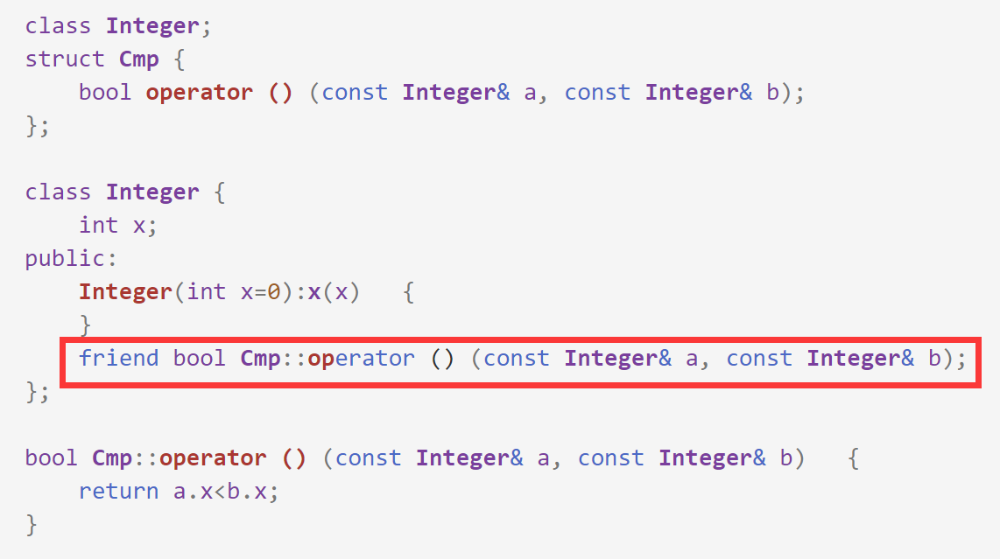 class Integer;
struct Cmp {
    bool operator () (const Integer& a, const Integer& b);
};

class Integer {
    int x;
public:
    Integer(int x=0):x(x)   {
    }
    friend bool Cmp::operator () (const Integer& a, const Integer& b);
};

bool Cmp::operator () (const Integer& a, const Integer& b)   {
    return a.x<b.x;
}